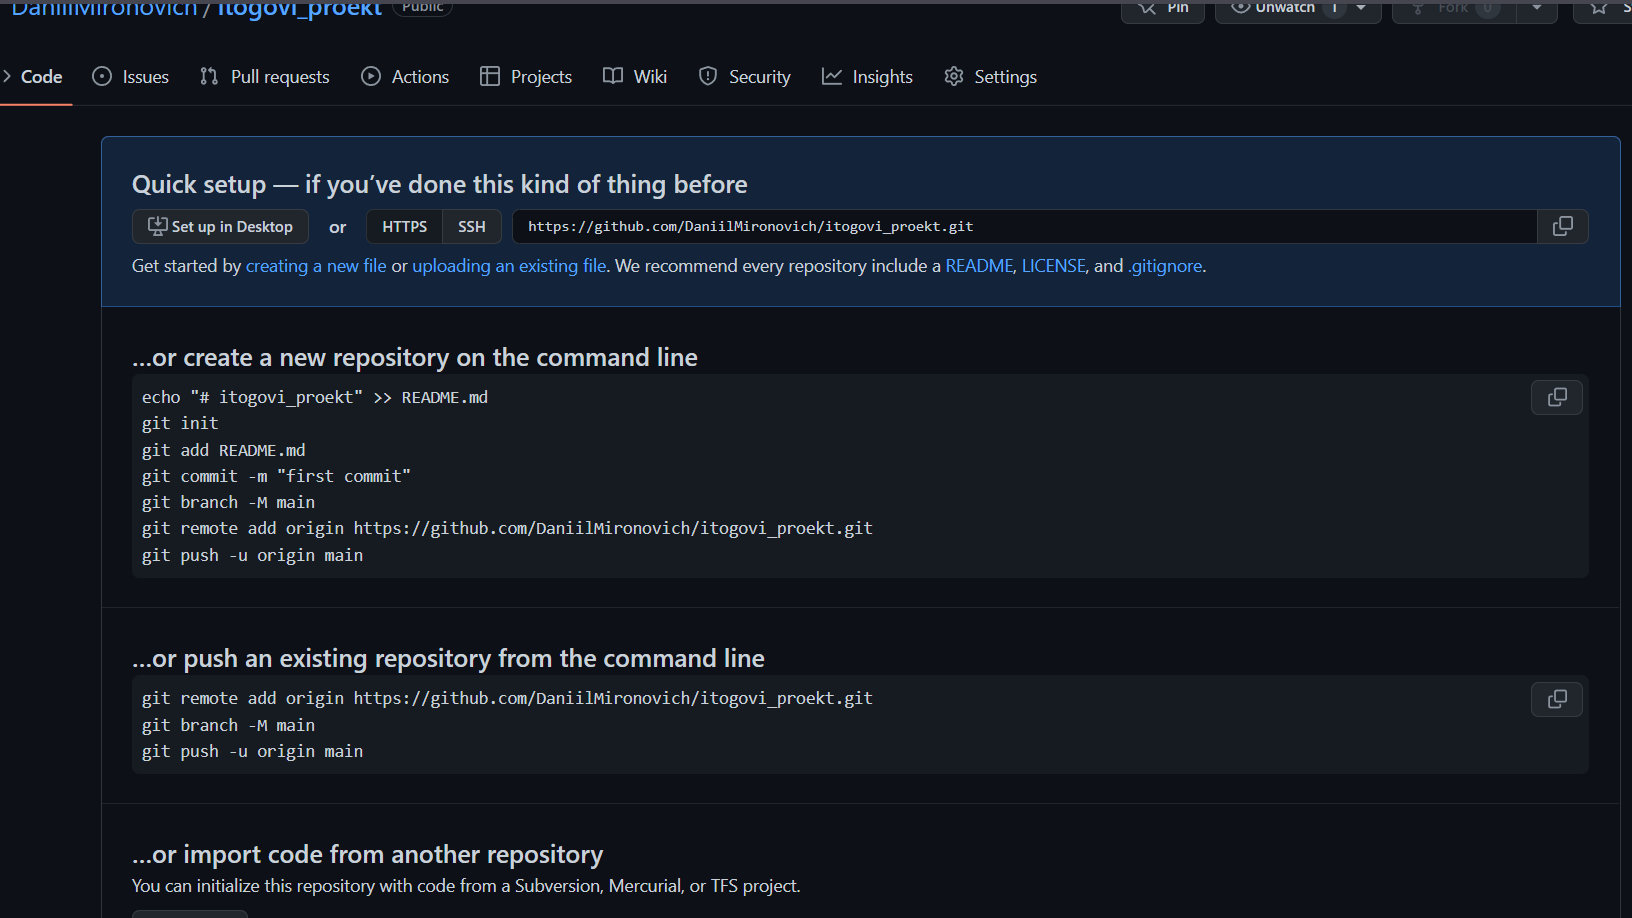 DaniilMironovich / itogovi_proekt Public Pin Unwatch 1 Fork 0
Code Issues Pull requests Actions Projects Wiki Security Insights Settings
Quick setup — if you’ve done this kind of thing before
Set up in Desktop or HTTPS SSH https://github.com/DaniilMironovich/itogovi_proekt.git
Get started by creating a new file or uploading an existing file. We recommend every repository include a README, LICENSE, and .gitignore.
…or create a new repository on the command line
echo "# itogovi_proekt" >> README.md
git init
git add README.md
git commit -m "first commit"
git branch -M main
git remote add origin https://github.com/DaniilMironovich/itogovi_proekt.git
git push -u origin main
…or push an existing repository from the command line
git remote add origin https://github.com/DaniilMironovich/itogovi_proekt.git
git branch -M main
git push -u origin main
…or import code from another repository
You can initialize this repository with code from a Subversion, Mercurial, or TFS project.